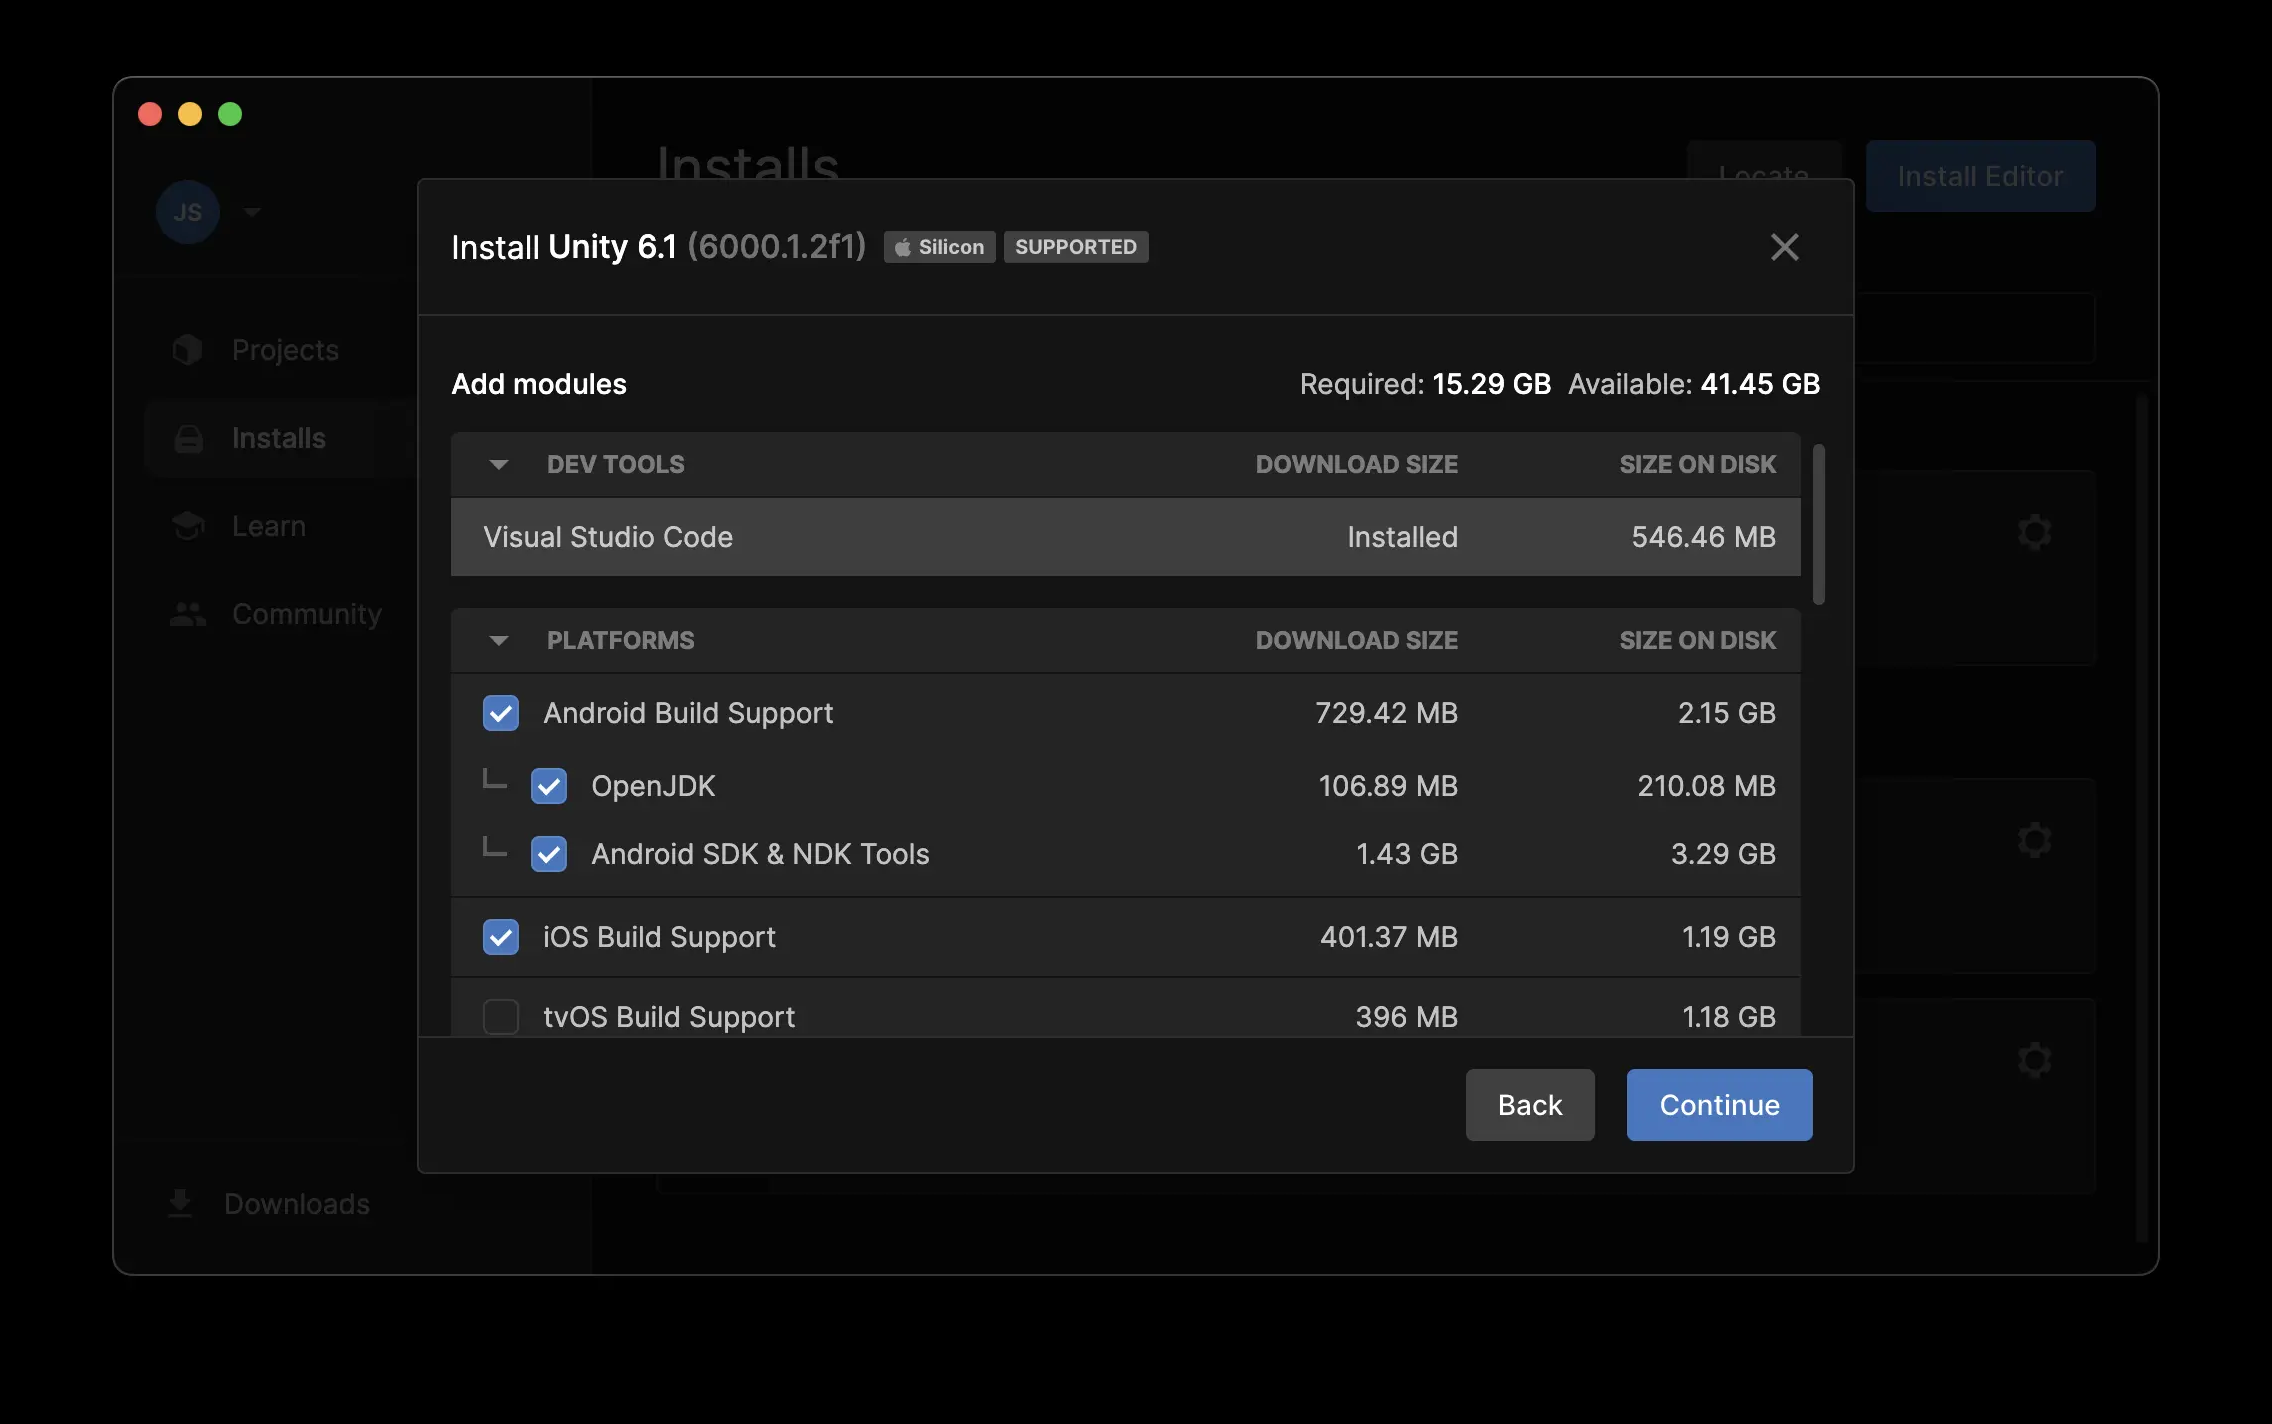 Installs
Locate
Install Editor
JS
Install Unity 6.1 (6000.1.2f1) Silicon SUPPORTED
Projects
Installs
Learn
Community
Downloads
Add modules
Required: 15.29 GB Available: 41.45 GB
DEV TOOLS DOWNLOAD SIZE SIZE ON DISK
Visual Studio Code Installed 546.46 MB
PLATFORMS DOWNLOAD SIZE SIZE ON DISK
Android Build Support 729.42 MB 2.15 GB
OpenJDK 106.89 MB 210.08 MB
Android SDK & NDK Tools 1.43 GB 3.29 GB
iOS Build Support 401.37 MB 1.19 GB
tvOS Build Support 396 MB 1.18 GB
Back
Continue